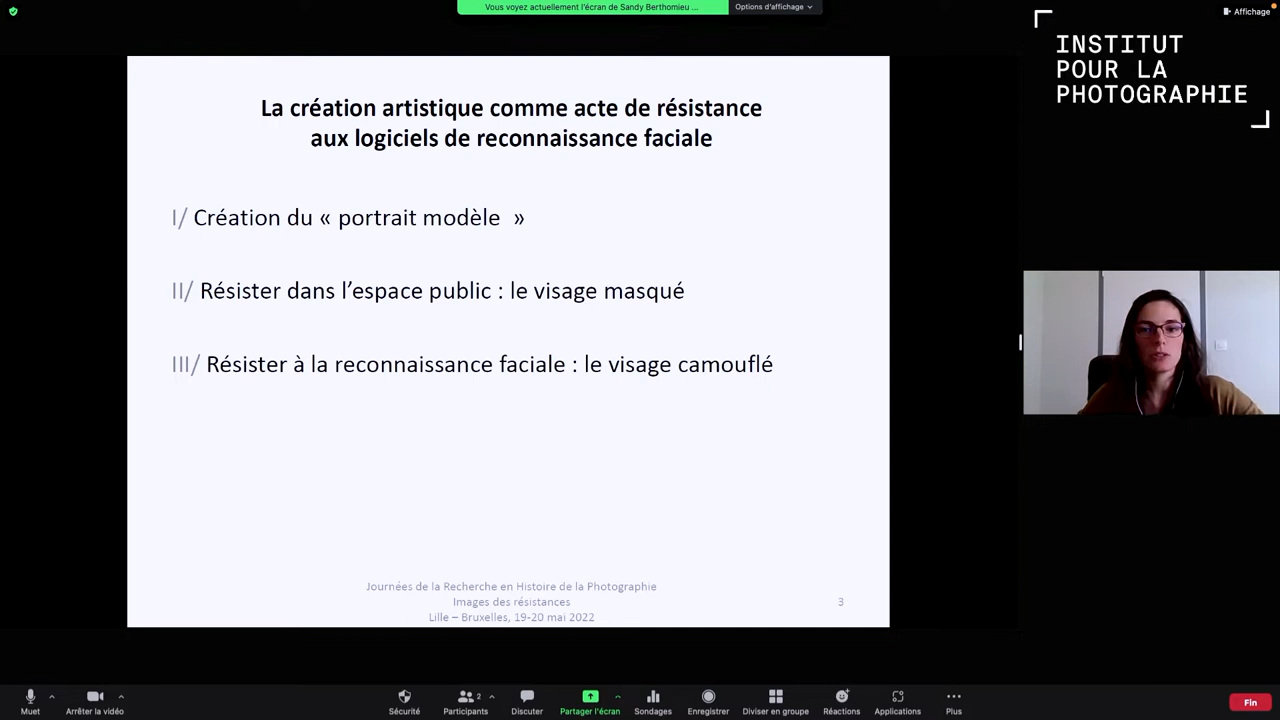 Vous voyez actuellement l'écran de Sandy Berthomieu ...
Options d'affichage
Affichage
INSTITUT
POUR LA
PHOTOGRAPHIE
La création artistique comme acte de résistance
aux logiciels de reconnaissance faciale
I/ Création du « portrait modèle  »
II/ Résister dans l’espace public : le visage masqué
III/ Résister à la reconnaissance faciale : le visage camouflé
Journées de la Recherche en Histoire de la Photographie
Images des résistances
Lille – Bruxelles, 19-20 mai 2022
3
Muet
Arrêter la vidéo
Sécurité
Participants
2
Discuter
Partager l'écran
Sondages
Enregistrer
Diviser en groupe
Réactions
Applications
Plus
Fin